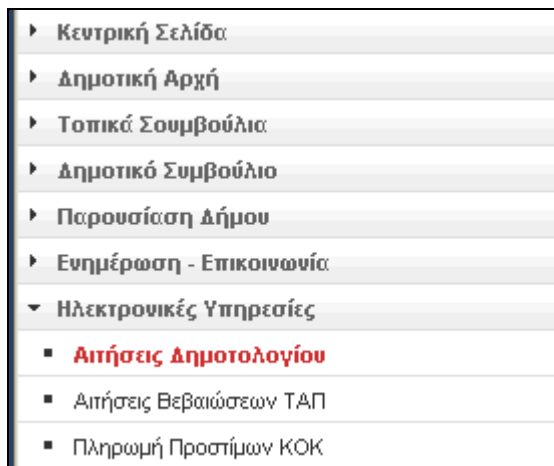 Κεντρική Σελίδα
Δημοτική Αρχή
Τοπικά Σουμβούλια
Δημοτικό Συμβούλιο
Παρουσίαση Δήμου
Ενημέρωση - Επικοινωνία
Ηλεκτρονικές Υπηρεσίες
Αιτήσεις Δημοτολογίου
Αιτήσεις Βεβαιώσεων ΤΑΠ
Πληρωμή Προστίμων ΚΟΚ